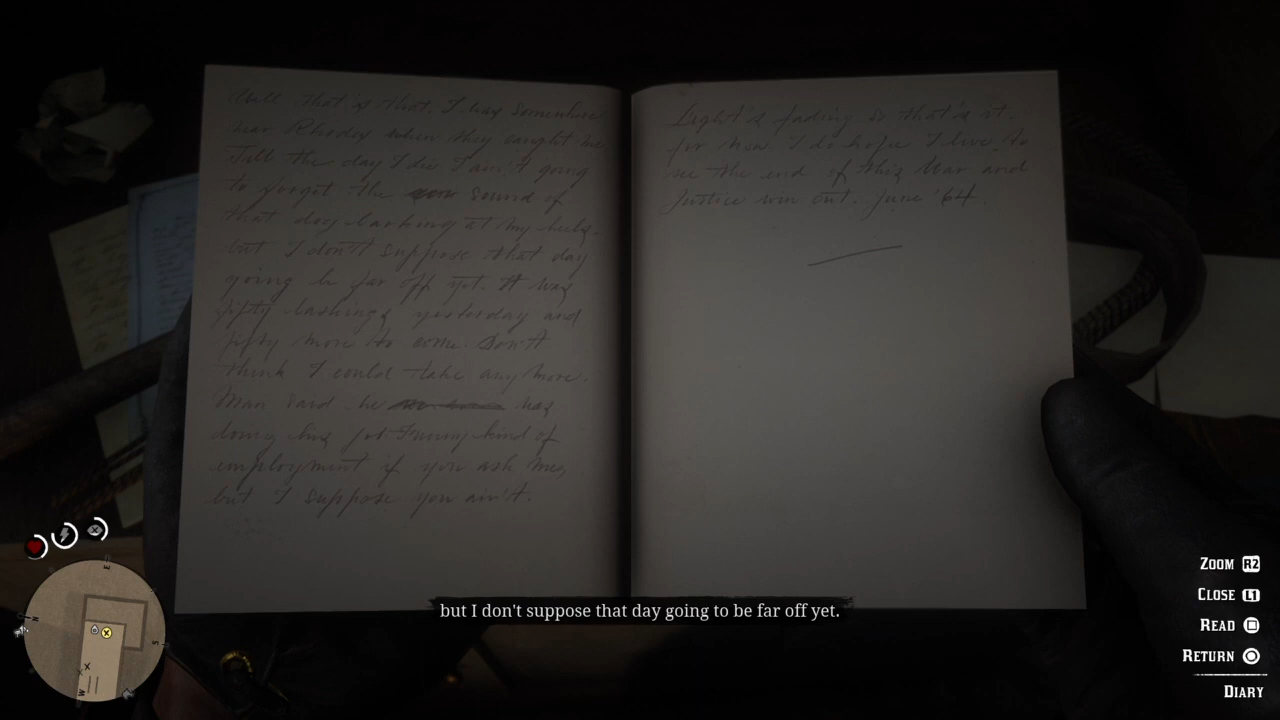 Well that is that. I was somewhere
near Rhodes when they caught me
Till the day I die I ain't going
to forget the sound of
that dog barking at my heels.
but I don't suppose that day
going be far off yet. It was
fifty lashings yesterday and
fifty more to come. Don't
think I could take any more.
Man said he was
doing his job Funny kind of
employment if you ask me,
but I suppose you ain't.
Light's fading so that's it
for now. I do hope I live to
see the end of this War and
Justice win out. June '64.
but I don't suppose that day going to be far off yet.
ZOOM R2
CLOSE L1
READ
RETURN
DIARY
E
N
S
W